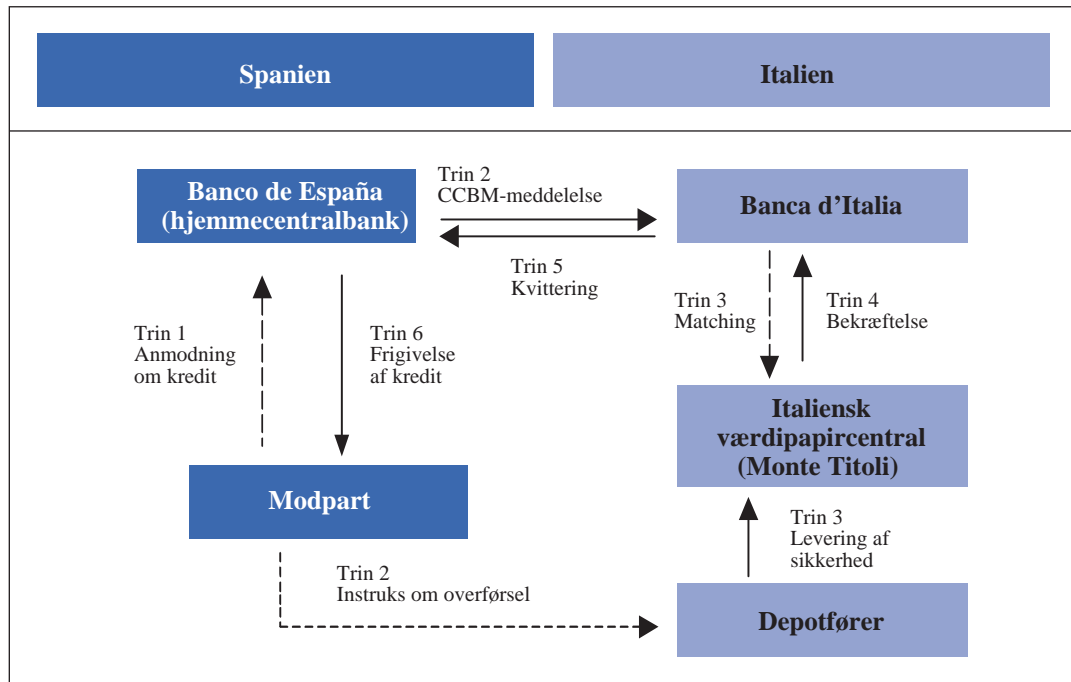 Spanien
Italien
Banco de España
(hjemmecentralbank)
Trin 2
CCBM-meddelelse
Banca d’Italia
Trin 5
Kvittering
Trin 1
Anmodning
om kredit
Trin 6
Frigivelse
af kredit
Trin 3
Matching
Trin 4
Bekræftelse
Italiensk
værdipapircentral
(Monte Titoli)
Modpart
Trin 3
Levering af
sikkerhed
Trin 2
Instruks om overførsel
Depotfører